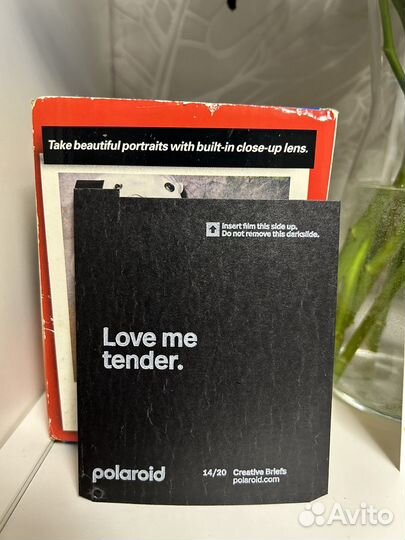 Take beautiful portraits with built-in close-up lens.
Insert film this side up.
Do not remove this darkslide.
Love me
tender.
polaroid
14/20 Creative Briefs
polaroid.com
Avito